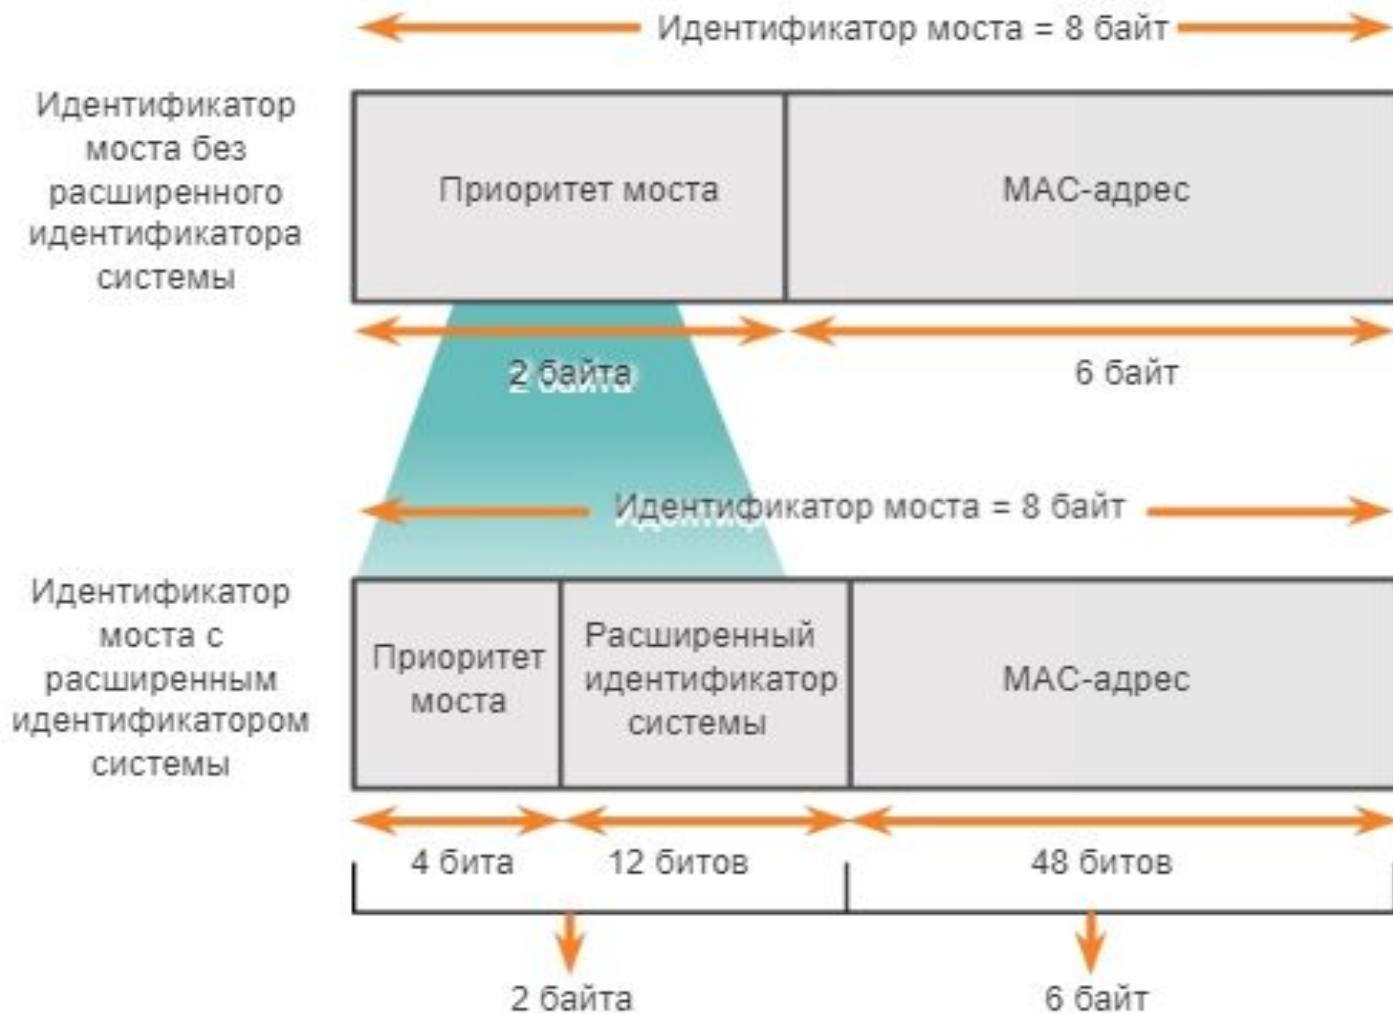 Идентификатор моста = 8 байт
Идентификатор
моста без
расширенного
идентификатора
системы
Приоритет моста
МАС-адрес
2 байта
6 байт
Идентификатор моста = 8 байт
Идентификатор
моста с
расширенным
идентификатором
системы
Приоритет
моста
Расширенный
идентификатор
системы
МАС-адрес
4 бита
12 битов
48 битов
2 байта
6 байт